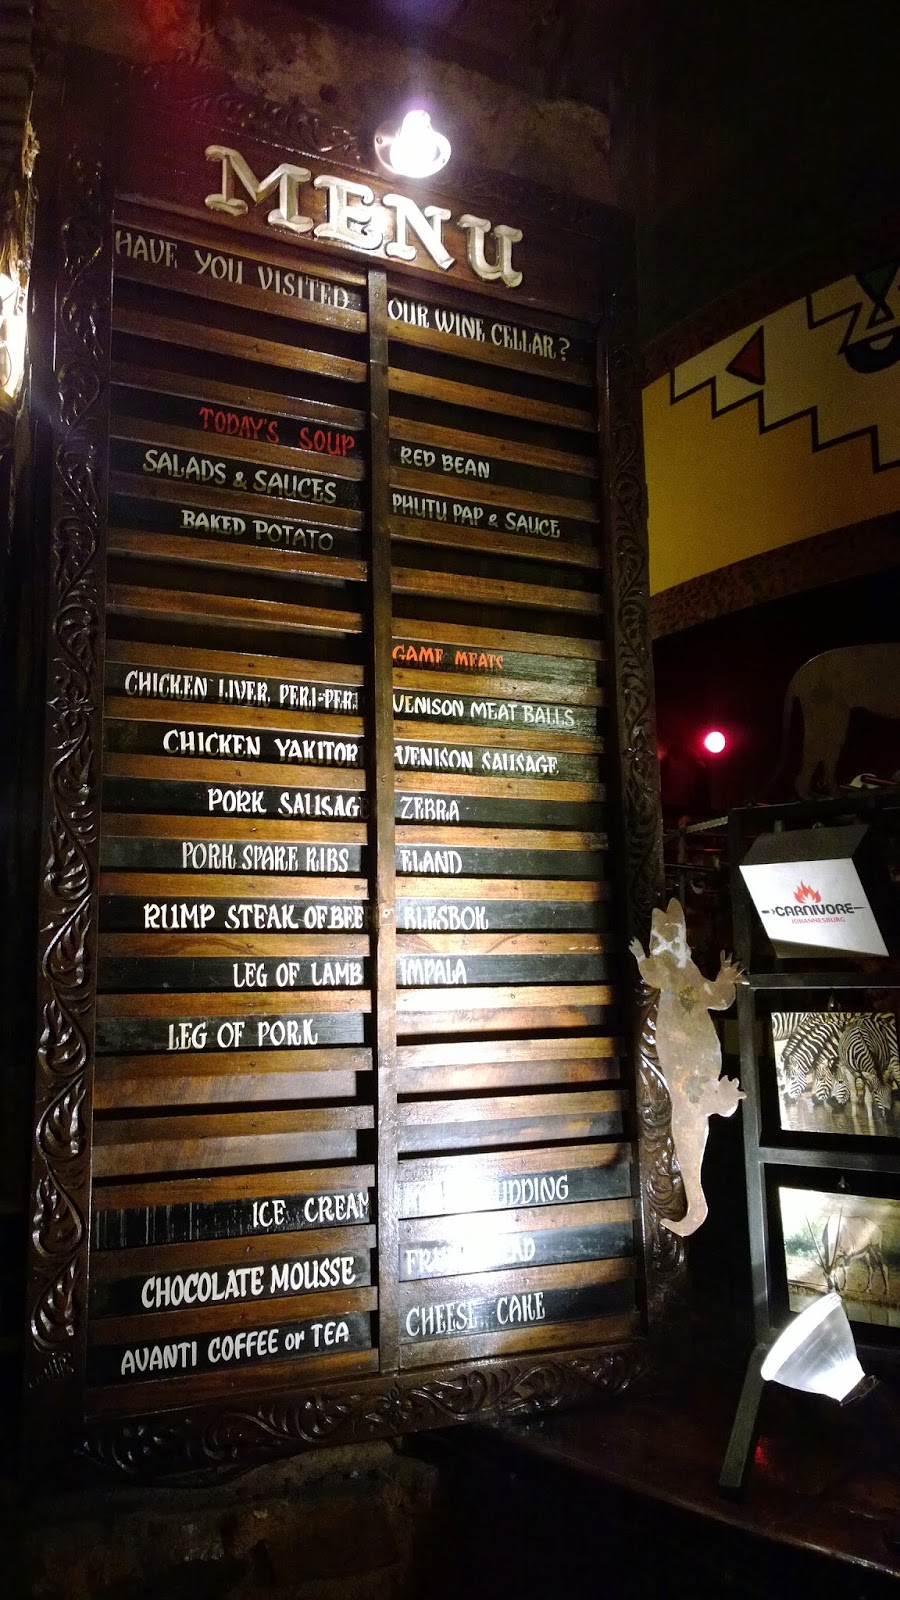 MENU
HAVE YOU VISITED OUR WINE CELLAR?
TODAY'S SOUP RED BEAN
SALADS & SAUCES PHUTU PAP & SAUCE
BAKED POTATO
GAME MEATS
CHICKEN LIVER PERI-PERI VENISON MEAT BALLS
CHICKEN YAKITOR VENISON SAUSAGE
PORK SAUSAG ZEBRA
PORK SPARE RIBS ELAND
RUMP STEAK OF BEEF BLESBOK
LEG OF LAMB IMPALA
LEG OF PORK
ICE CREAM PUDDING
CHOCOLATE MOUSSE
AVANTI COFFEE or TEA CHEESE CAKE
CARNIVORE
JOHANNESBURG